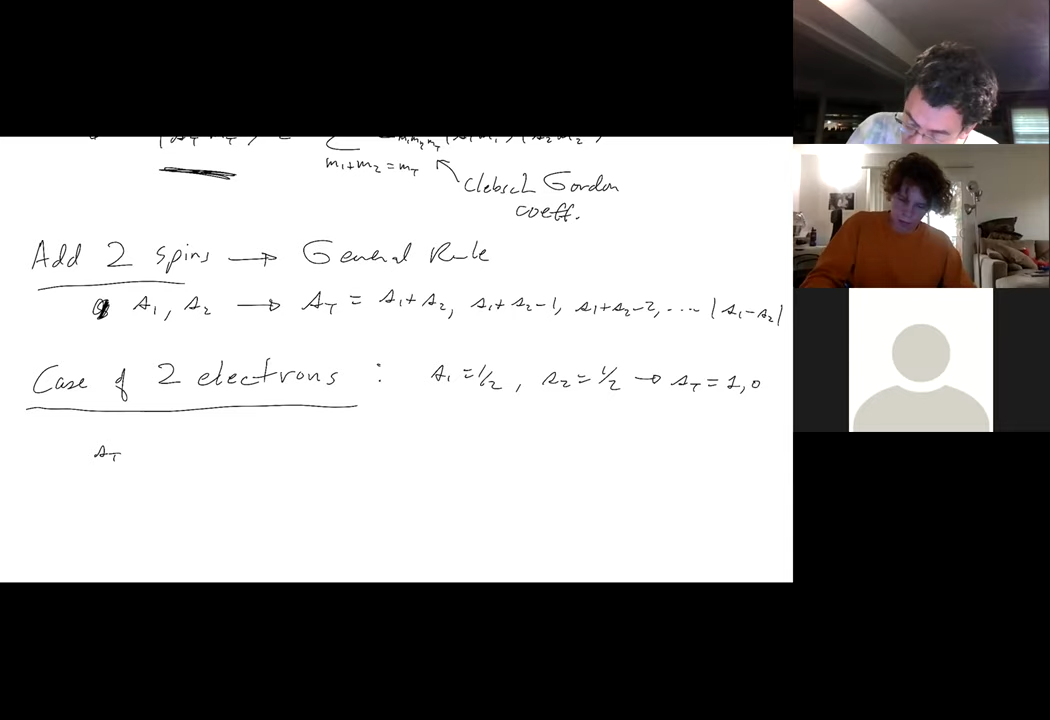 m₁+m₂=m_T
Clebsch Gordon
coeff.
Add 2 spins → General Rule
s₁, s₂ → s_T = s₁+s₂, s₁+s₂-1, s₁+s₂-2, .... |s₁-s₂|
Case of 2 electrons : s₁=1/2, s₂=1/2 → s_T=1,0
s_T